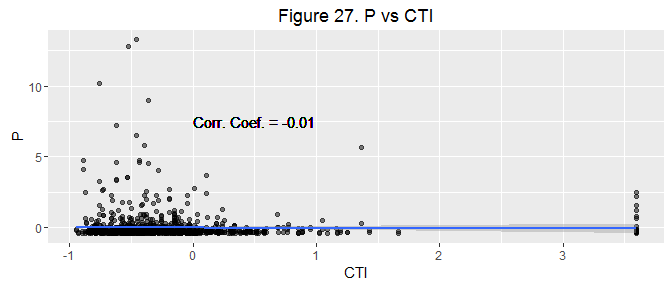 Figure 27. P vs CTI
10
Corr. Coef. = -0.01
P
5
0
-1 0 1 2 3
CTI